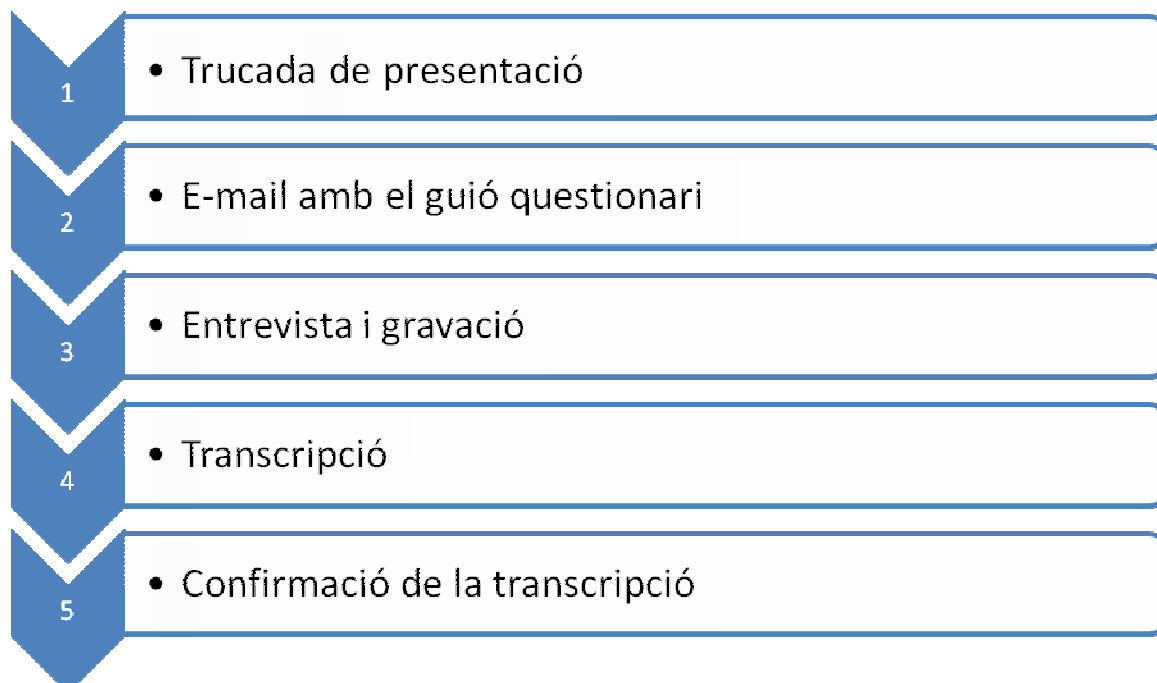 1
• Trucada de presentació
2
• E-mail amb el guió questionari
3
• Entrevista i gravació
4
• Transcripció
5
• Confirmació de la transcripció